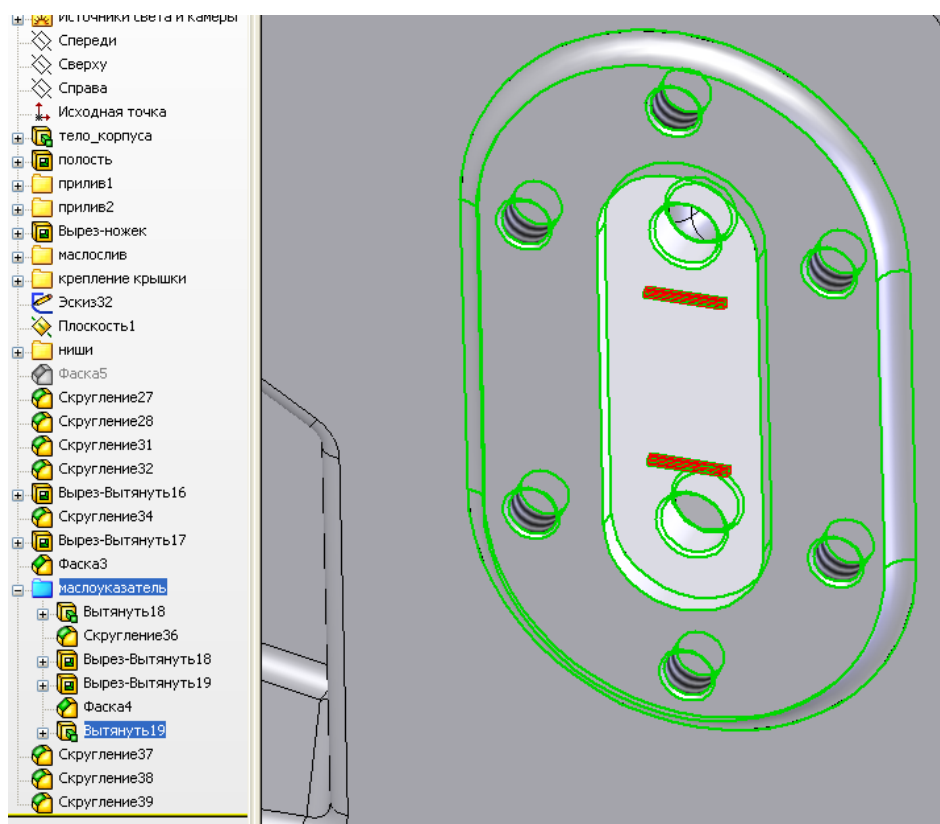 Источники света и камеры
Спереди
Сверху
Справа
Исходная точка
тело_корпуса
полость
прилив1
прилив2
Вырез-ножек
маслослив
крепление крышки
Эскиз32
Плоскость1
ниши
Фаска5
Скругление27
Скругление28
Скругление31
Скругление32
Вырез-Вытянуть16
Скругление34
Вырез-Вытянуть17
Фаска3
маслоуказатель
Вытянуть18
Скругление36
Вырез-Вытянуть18
Вырез-Вытянуть19
Фаска4
Вытянуть19
Скругление37
Скругление38
Скругление39